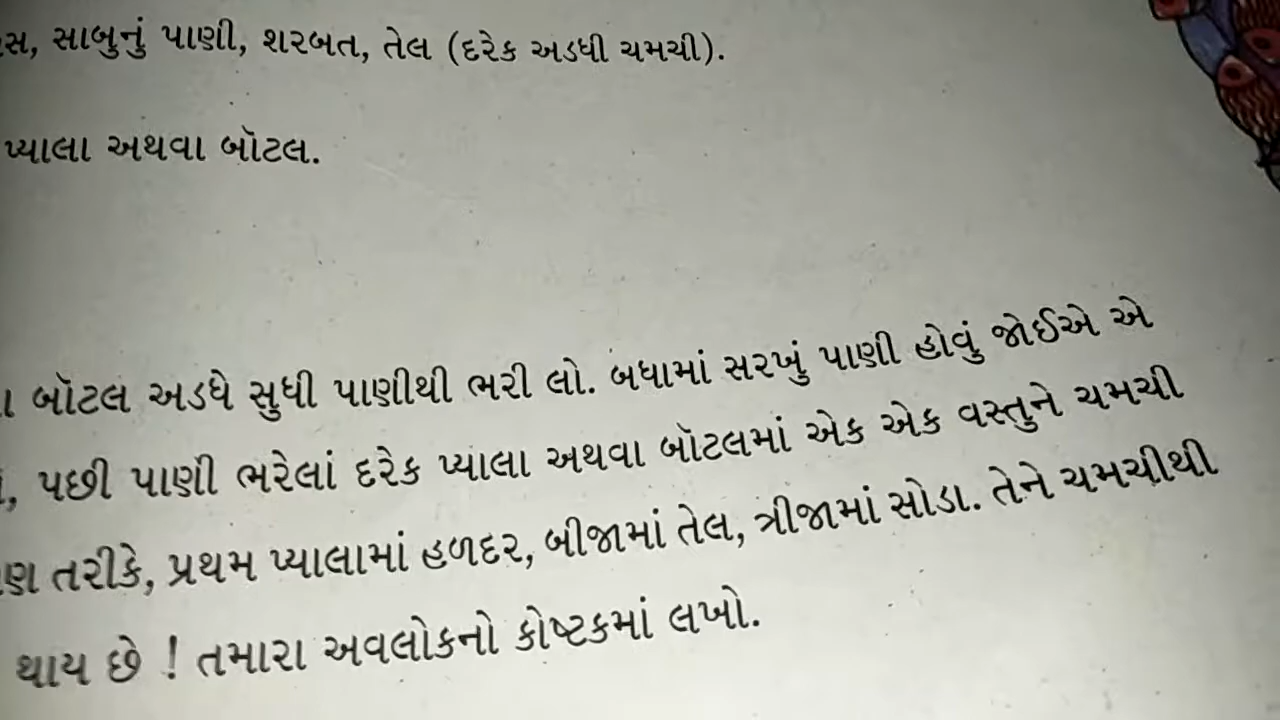 સાબુનું પાણી, શરબત, તેલ (દરેક અડધી ચમચી).
પ્યાલા અથવા બૉટલ.
બૉટલ અડધે સુધી પાણીથી ભરી લો. બધામાં સરખું પાણી હોવું જોઈએ એ
પછી પાણી ભરેલાં દરેક પ્યાલા અથવા બૉટલમાં એક એક વસ્તુને ચમચી
તરીકે, પ્રથમ પ્યાલામાં હળદર, બીજામાં તેલ, ત્રીજામાં સોડા. તેને ચમચીથી
થાય છે ! તમારા અવલોકનો કોષ્ટકમાં લખો.